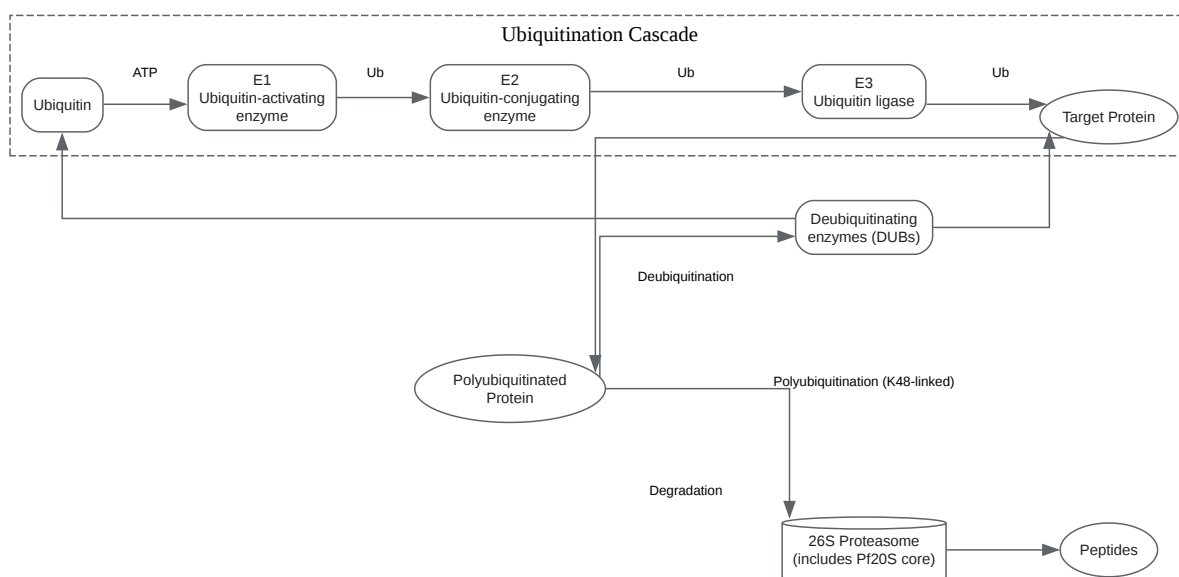 Ubiquitination Cascade
ATP
Ub
Ub
Ub
Ubiquitin
E1
Ubiquitin-activating
enzyme
E2
Ubiquitin-conjugating
enzyme
E3
Ubiquitin ligase
Target Protein
Deubiquitinating
enzymes (DUBs)
Deubiquitination
Polyubiquitinated
Protein
Polyubiquitination (K48-linked)
Degradation
26S Proteasome
(includes Pf20S core)
Peptides